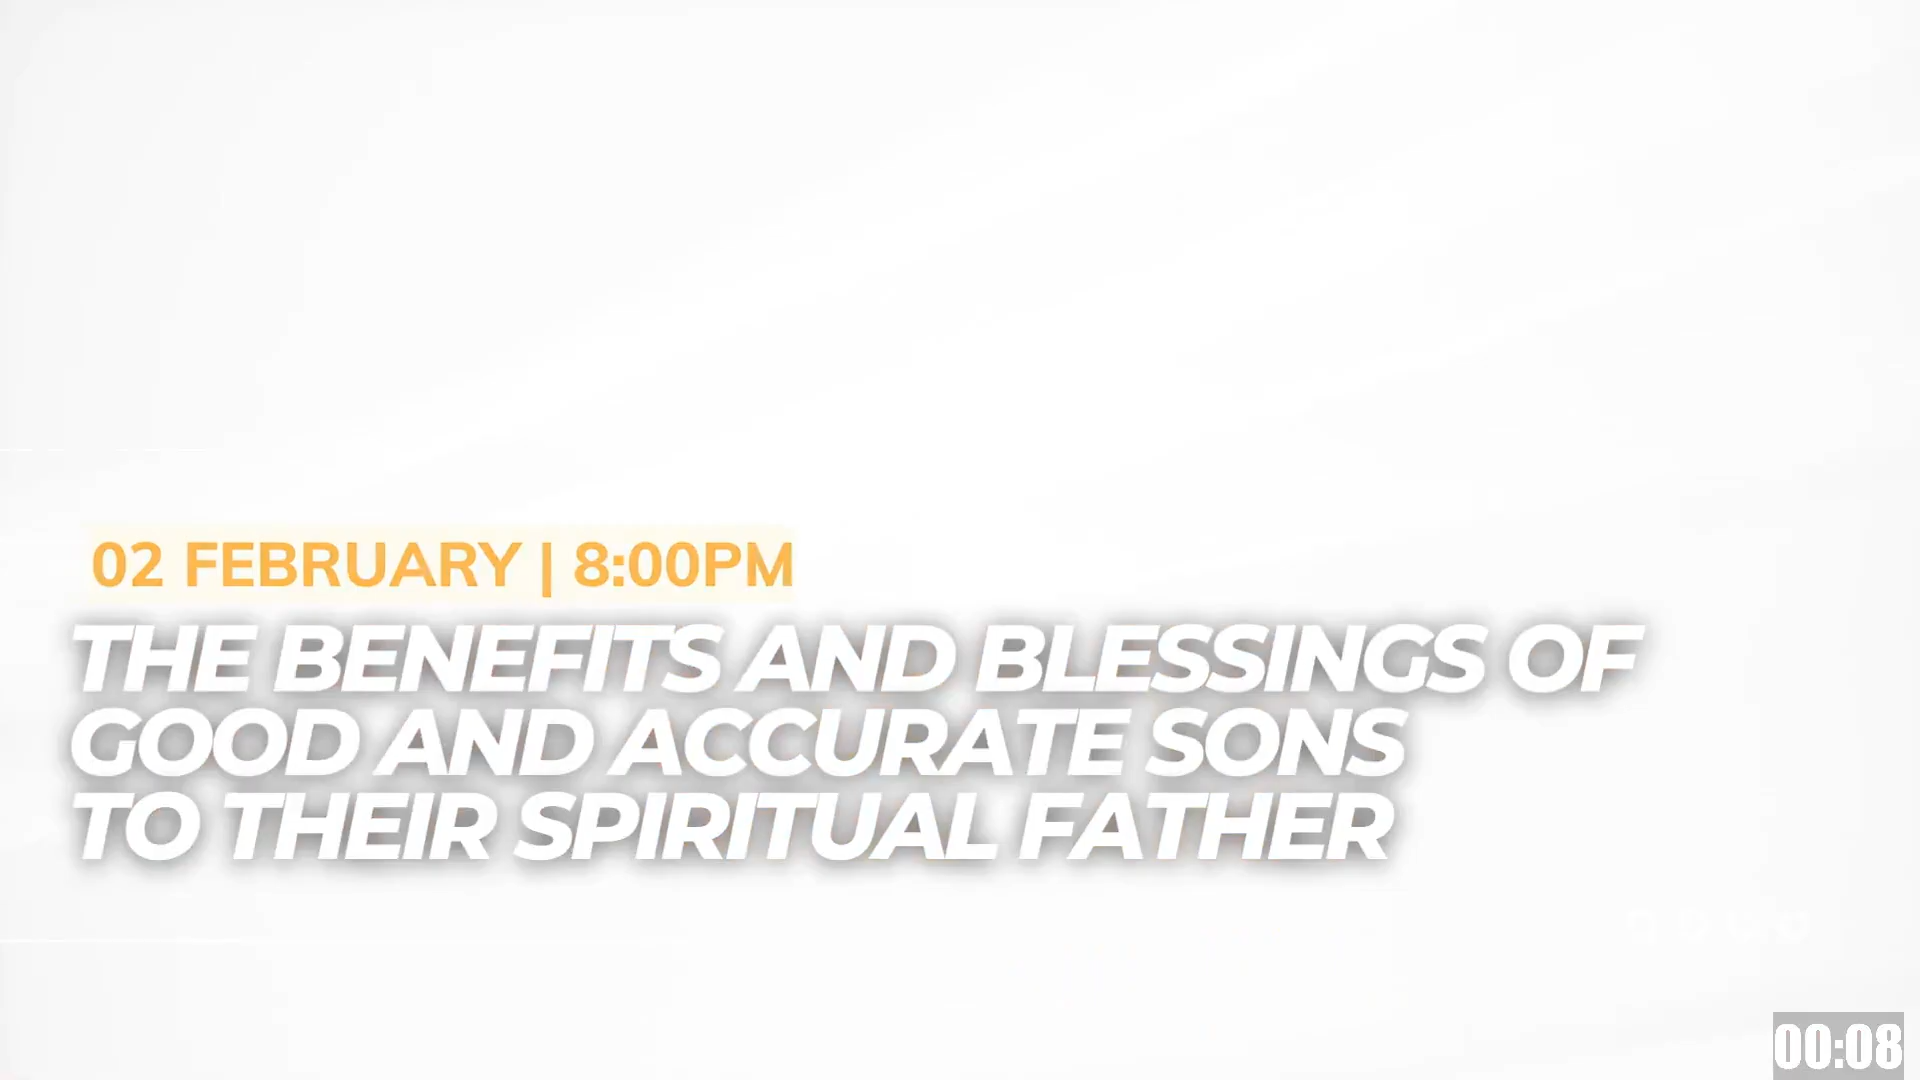 02 FEBRUARY | 8:00PM
THE BENEFITS AND BLESSINGS OF
GOOD AND ACCURATE SONS
TO THEIR SPIRITUAL FATHER
00:08